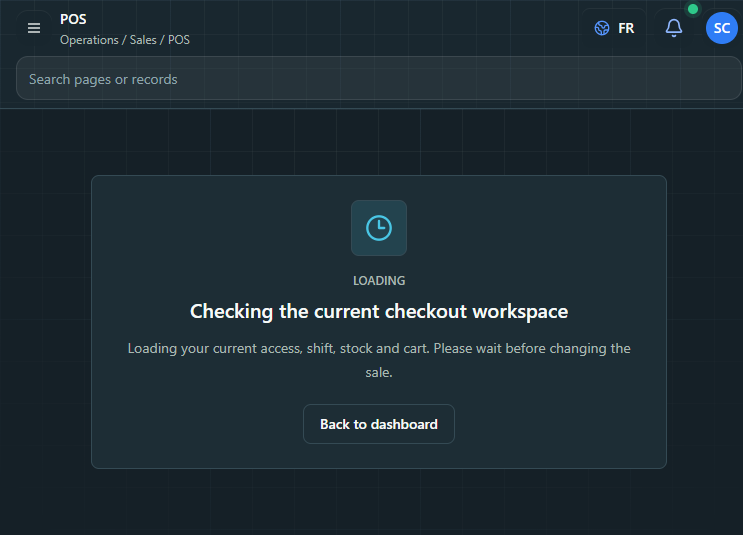 POS
Operations / Sales / POS
FR
SC
Search pages or records
LOADING
Checking the current checkout workspace
Loading your current access, shift, stock and cart. Please wait before changing the
sale.
Back to dashboard